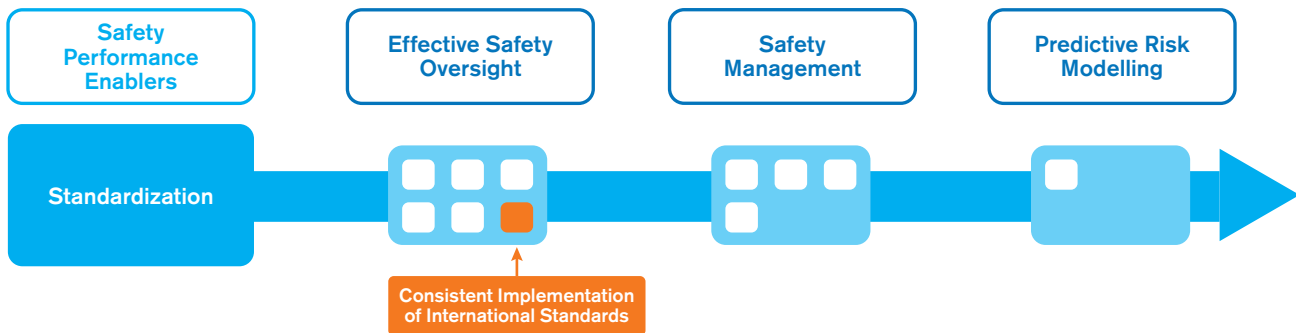 Safety
Performance
Enablers
Effective Safety
Oversight
Safety
Management
Predictive Risk
Modelling
Standardization
Consistent Implementation
of International Standards